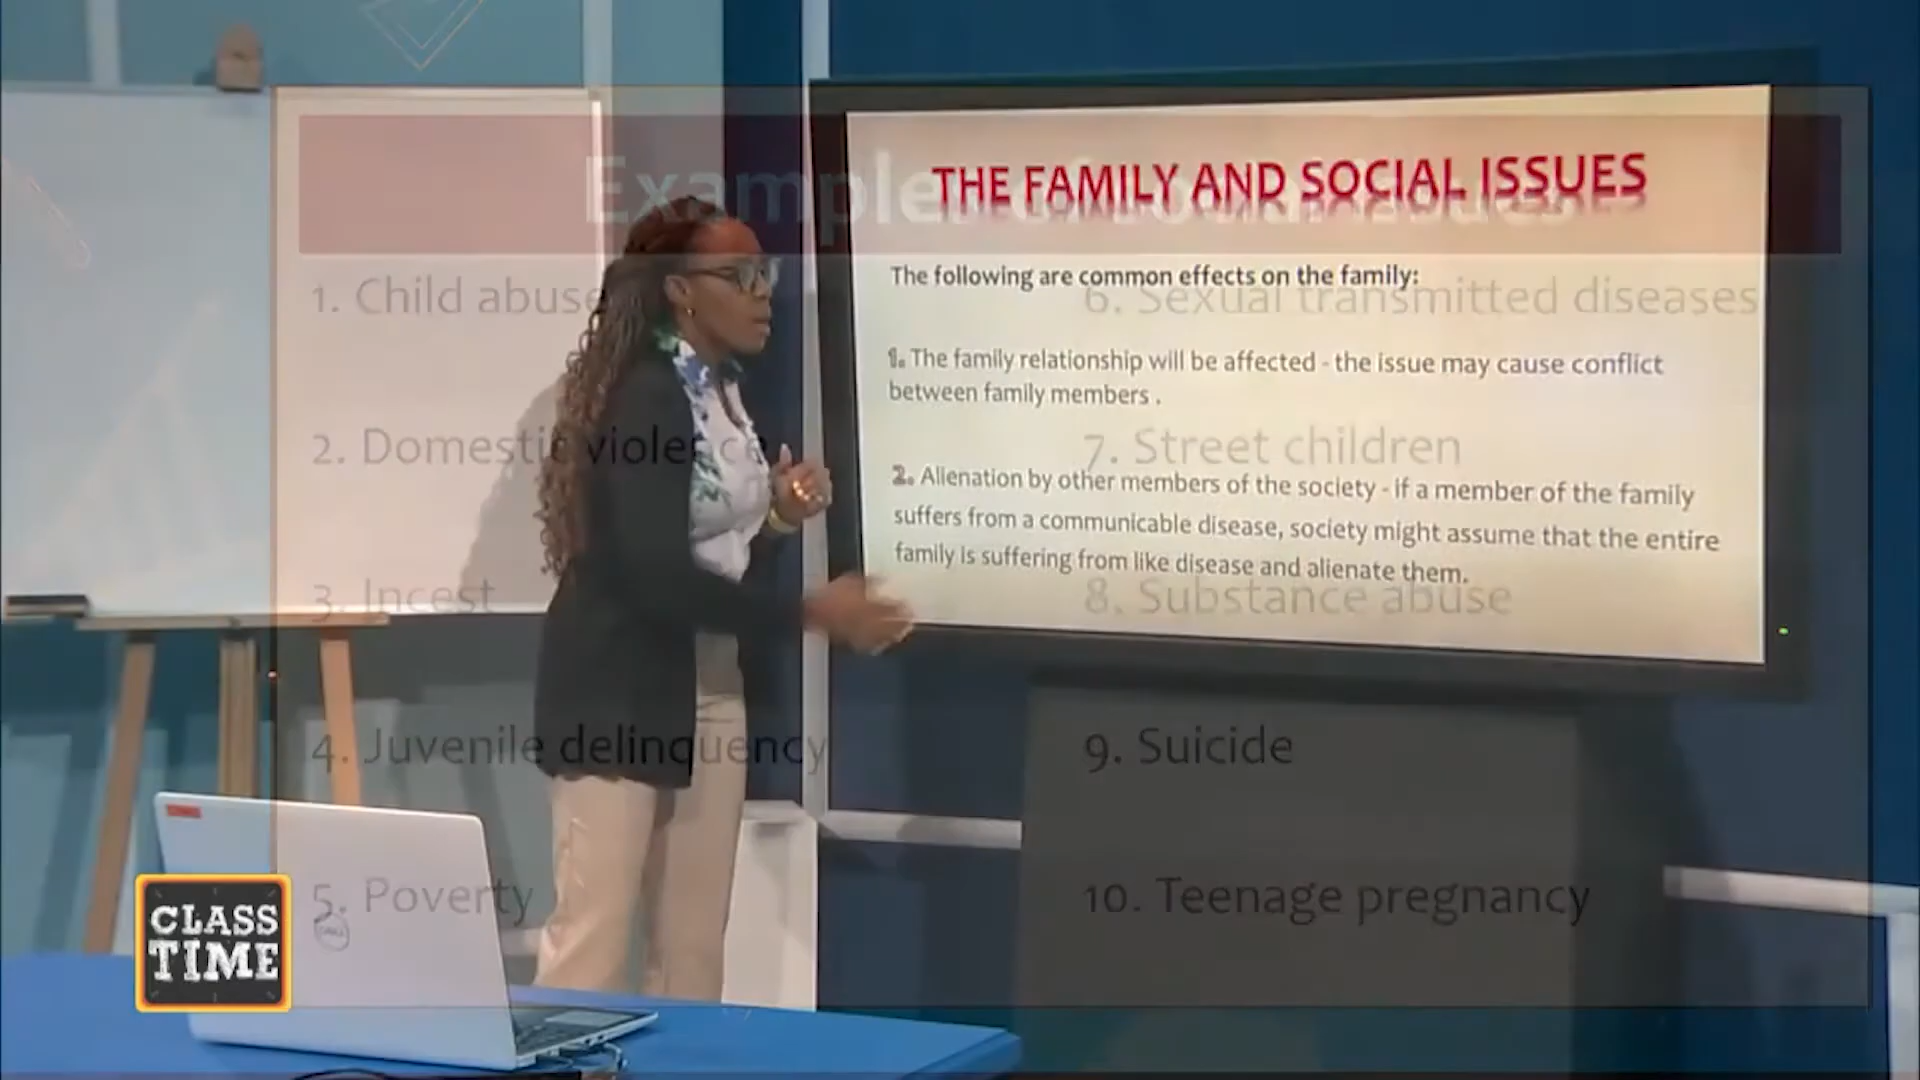 Examples
THE FAMILY AND SOCIAL ISSUES
The following are common effects on the family:
1. The family relationship will be affected - the issue may cause conflict
between family members .
2. Alienation by other members of the society - if a member of the family
suffers from a communicable disease, society might assume that the entire
family is suffering from like disease and alienate them.
1. Child abuse
2. Domestic violence
3. Incest
4. Juvenile delinquency
5. Poverty
6. Sexual transmitted diseases
7. Street children
8. Substance abuse
9. Suicide
10. Teenage pregnancy
CLASS
TIME